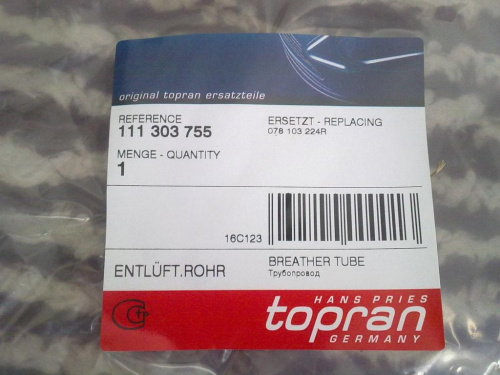 original topran ersatzteile
REFERENCE
111 303 755
ERSETZT - REPLACING
078 103 224R
MENGE - QUANTITY
1
16C123
ENTLÜFT.ROHR
BREATHER TUBE
Трубопровод
HANS PRIES
topran
GERMANY